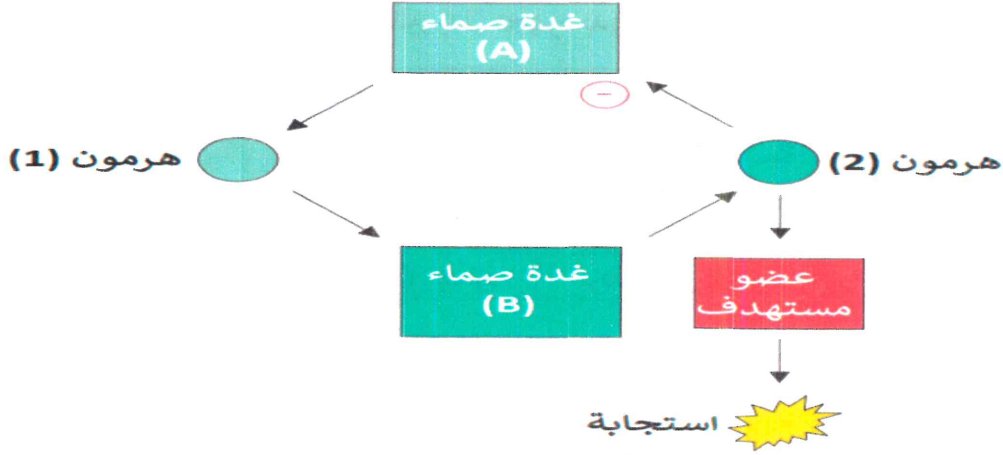 غدة صماء
(A)
−
هرمون (1)
هرمون (2)
غدة صماء
(B)
عضو
مستهدف
استجابة